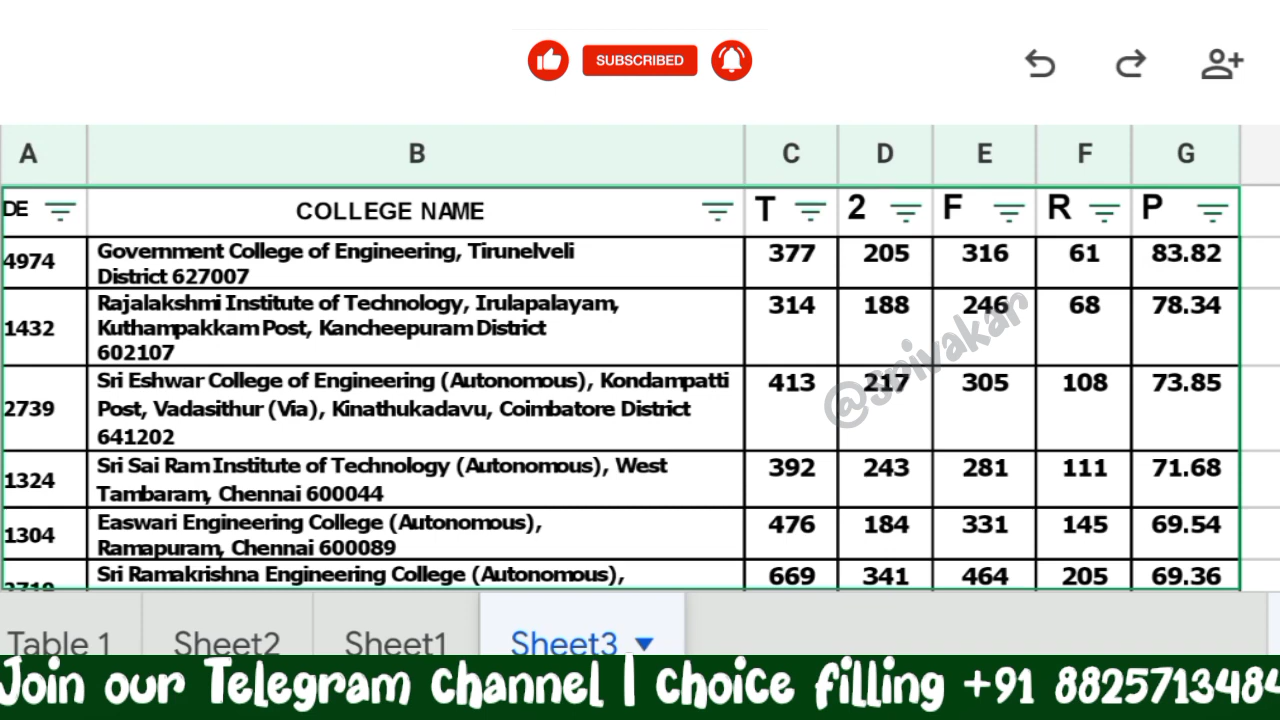 SUBSCRIBED
A B C D E F G
DE COLLEGE NAME T 2 F R P
4974 Government College of Engineering, Tirunelveli 377 205 316 61 83.82
District 627007
Rajalakshmi Institute of Technology, Irulapalayam, 314 188 246 68 78.34
1432 Kuthampakkam Post, Kancheepuram District
602107
Sri Eshwar College of Engineering (Autonomous), Kondampatti 413 217 305 108 73.85
2739 Post, Vadasithur (Via), Kinathukadavu, Coimbatore District
641202
@Srivakar
1324 Sri Sai Ram Institute of Technology (Autonomous), West 392 243 281 111 71.68
Tambaram, Chennai 600044
1304 Easwari Engineering College (Autonomous), 476 184 331 145 69.54
Ramapuram, Chennai 600089
Sri Ramakrishna Engineering College (Autonomous), 669 341 464 205 69.36
Table 1 Sheet2 Sheet1 Sheet3
Join our Telegram channel | choice filling +91 8825713484